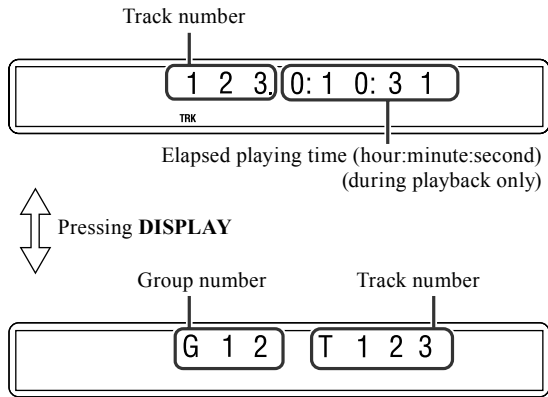 Track number
1 2 3. 0:1 0:3 1
TRK
Elapsed playing time (hour:minute:second)
(during playback only)
Pressing DISPLAY
Group number Track number
G 1 2 T 1 2 3